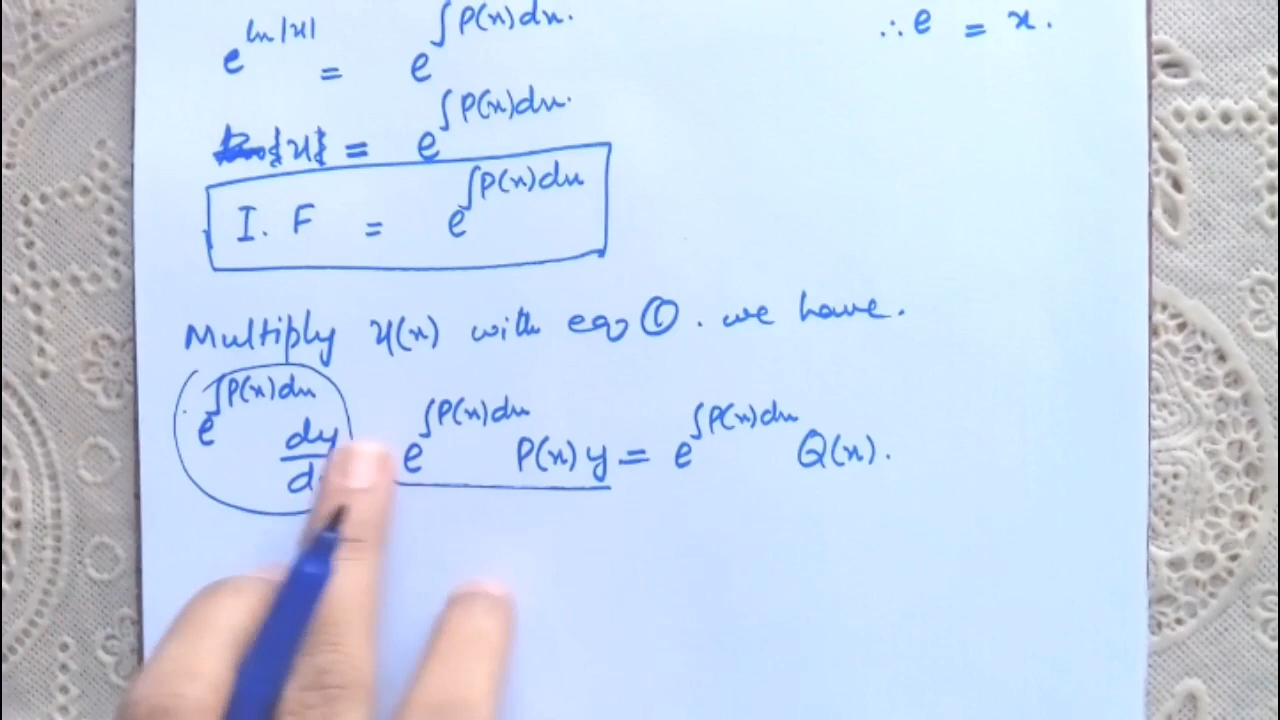 e^{ln|u|} = e^{∫P(x)dx.} ∴ e = x.
{u} = e^{∫P(x)dx.}
I. F = e^{∫P(x)dx}
Multiply u(x) with eq ①. we have.
e^{∫P(x)dx} dy/d e^{∫P(x)dx} P(x) y = e^{∫P(x)dx} Q(x).